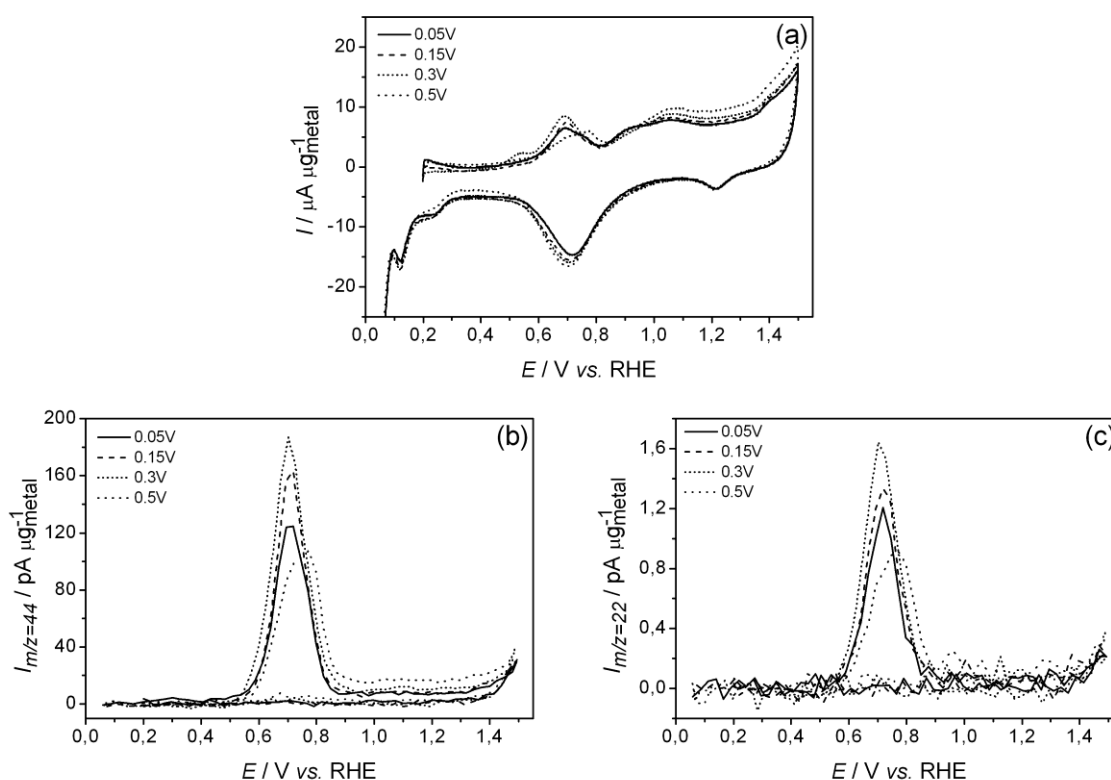 (a)
0.05V
0.15V
0.3V
0.5V
20
10
0
-10
-20
I / μA μg⁻¹metal
0,0 0,2 0,4 0,6 0,8 1,0 1,2 1,4
E / V vs. RHE
(b)
0.05V
0.15V
0.3V
0.5V
200
160
120
80
40
0
I m/z=44 / pA μg⁻¹metal
0,0 0,2 0,4 0,6 0,8 1,0 1,2 1,4
E / V vs. RHE
(c)
0.05V
0.15V
0.3V
0.5V
1,6
1,2
0,8
0,4
0,0
I m/z=22 / pA μg⁻¹metal
0,0 0,2 0,4 0,6 0,8 1,0 1,2 1,4
E / V vs. RHE